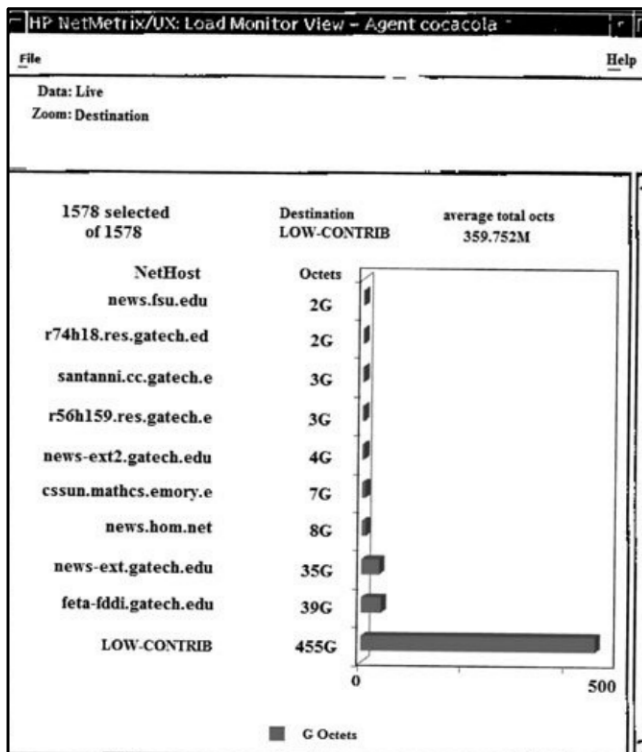 HP NetMetrix/UX: Load Monitor View - Agent cocacola
File Help
Data: Live
Zoom: Destination
1578 selected
of 1578
Destination
LOW-CONTRIB
average total octs
359.752M
NetHost Octets
news.fsu.edu 2G
r74h18.res.gatech.ed 2G
santanni.cc.gatech.e 3G
r56h159.res.gatech.e 3G
news-ext2.gatech.edu 4G
cssun.mathcs.emory.e 7G
news.hom.net 8G
news-ext.gatech.edu 35G
feta-fddi.gatech.edu 39G
LOW-CONTRIB 455G
0 500
G Octets